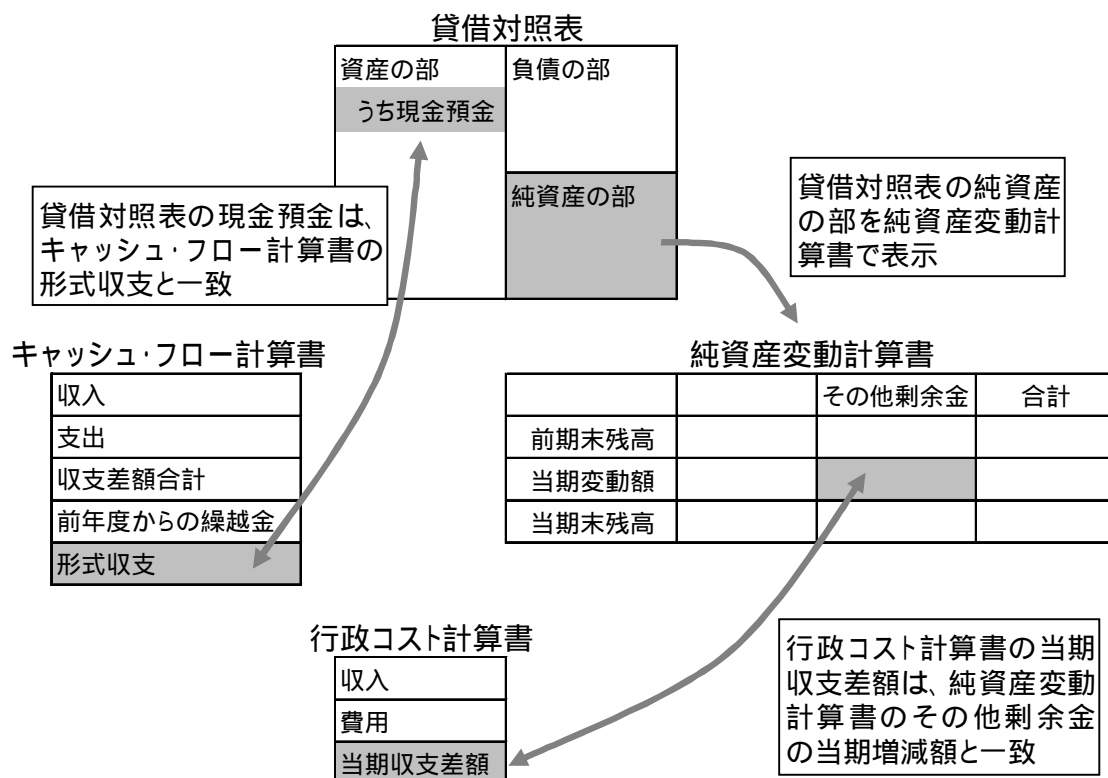 貸借対照表
資産の部
負債の部
うち現金預金
純資産の部
貸借対照表の現金預金は、
キャッシュ・フロー計算書の
形式収支と一致
貸借対照表の純資産
の部を純資産変動計
算書で表示
キャッシュ・フロー計算書
収入
支出
収支差額合計
前年度からの繰越金
形式収支
純資産変動計算書
その他剰余金
合計
前期末残高
当期変動額
当期末残高
行政コスト計算書
収入
費用
当期収支差額
行政コスト計算書の当期
収支差額は、純資産変動
計算書のその他剰余金
の当期増減額と一致